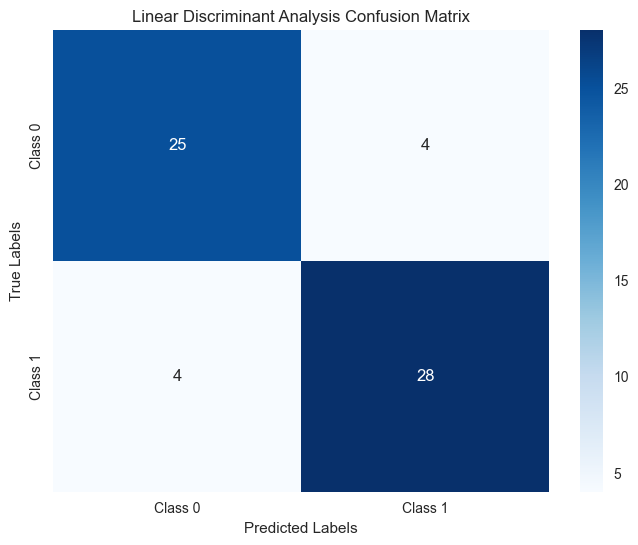 Linear Discriminant Analysis Confusion Matrix
True Labels
Class 0
25
4
Class 1
4
28
Class 0
Class 1
Predicted Labels
25
20
15
10
5